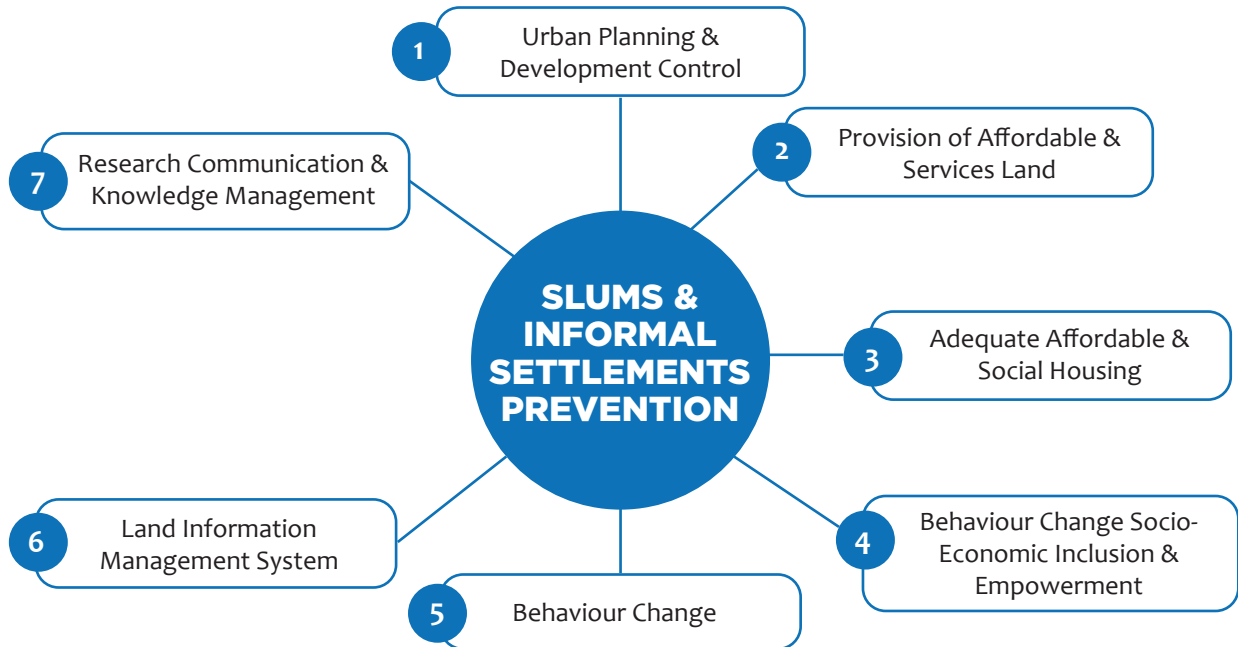 1
Urban Planning &
Development Control
2
Provision of Affordable &
Services Land
3
Adequate Affordable &
Social Housing
4
Behaviour Change Socio-
Economic Inclusion &
Empowerment
5
Behaviour Change
6
Land Information
Management System
7
Research Communication &
Knowledge Management
SLUMS &
INFORMAL
SETTLEMENTS
PREVENTION